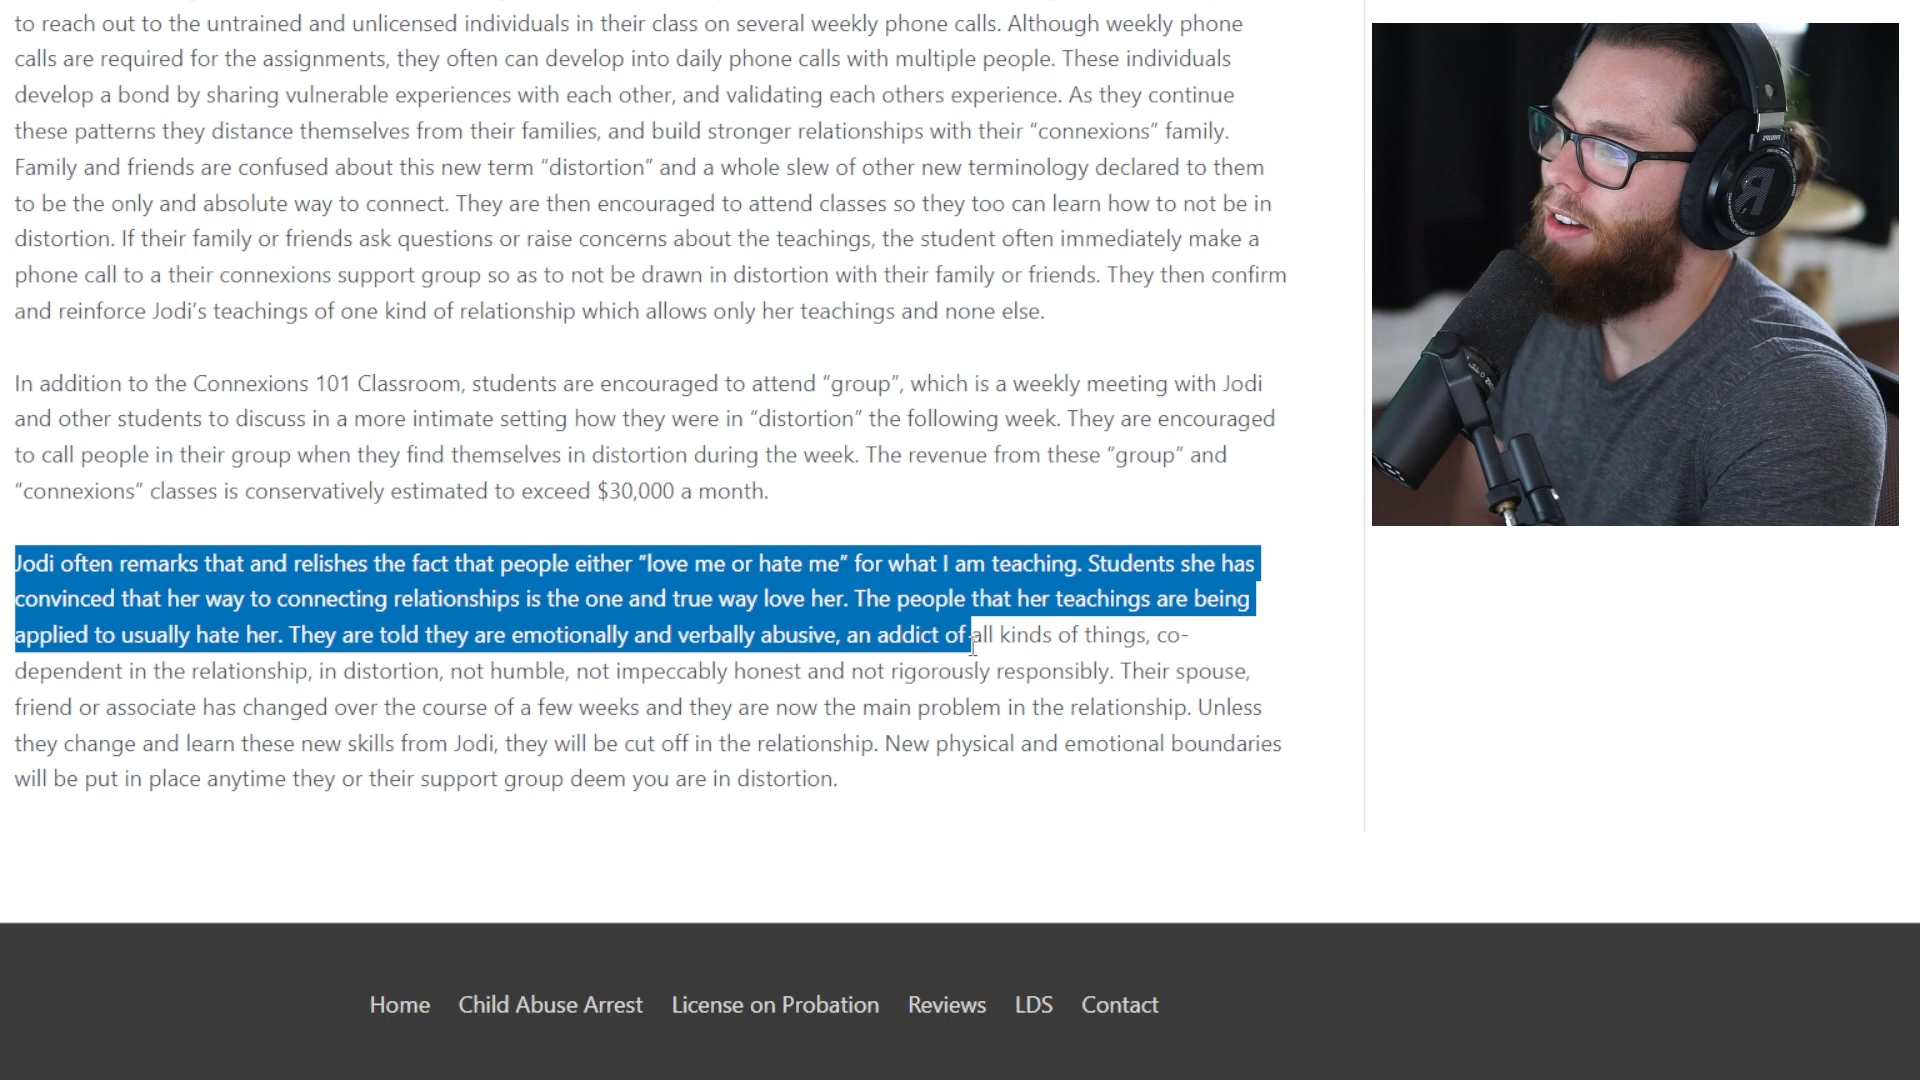 to reach out to the untrained and unlicensed individuals in their class on several weekly phone calls. Although weekly phone
calls are required for the assignments, they often can develop into daily phone calls with multiple people. These individuals
develop a bond by sharing vulnerable experiences with each other, and validating each others experience. As they continue
these patterns they distance themselves from their families, and build stronger relationships with their “connexions” family.
Family and friends are confused about this new term “distortion” and a whole slew of other new terminology declared to them
to be the only and absolute way to connect. They are then encouraged to attend classes so they too can learn how to not be in
distortion. If their family or friends ask questions or raise concerns about the teachings, the student often immediately make a
phone call to a their connexions support group so as to not be drawn in distortion with their family or friends. They then confirm
and reinforce Jodi’s teachings of one kind of relationship which allows only her teachings and none else.
In addition to the Connexions 101 Classroom, students are encouraged to attend “group”, which is a weekly meeting with Jodi
and other students to discuss in a more intimate setting how they were in “distortion” the following week. They are encouraged
to call people in their group when they find themselves in distortion during the week. The revenue from these “group” and
“connexions” classes is conservatively estimated to exceed $30,000 a month.
Jodi often remarks that and relishes the fact that people either “love me or hate me” for what I am teaching. Students she has
convinced that her way to connecting relationships is the one and true way love her. The people that her teachings are being
applied to usually hate her. They are told they are emotionally and verbally abusive, an addict of all kinds of things, co-
dependent in the relationship, in distortion, not humble, not impeccably honest and not rigorously responsibly. Their spouse,
friend or associate has changed over the course of a few weeks and they are now the main problem in the relationship. Unless
they change and learn these new skills from Jodi, they will be cut off in the relationship. New physical and emotional boundaries
will be put in place anytime they or their support group deem you are in distortion.
Home Child Abuse Arrest License on Probation Reviews LDS Contact